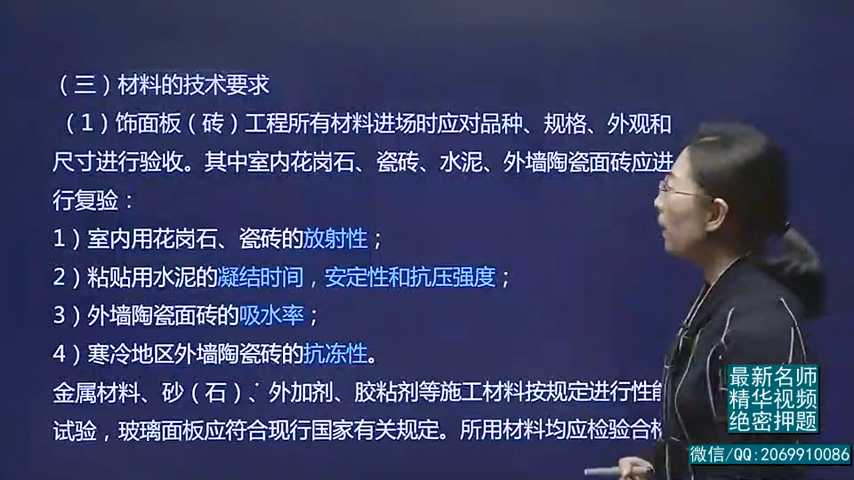 （三）材料的技术要求
（1）饰面板（砖）工程所有材料进场时应对品种、规格、外观和
尺寸进行验收。其中室内花岗石、瓷砖、水泥、外墙陶瓷面砖应进
行复验：
1）室内用花岗石、瓷砖的放射性；
2）粘贴用水泥的凝结时间，安定性和抗压强度；
3）外墙陶瓷面砖的吸水率；
4）寒冷地区外墙陶瓷砖的抗冻性。
金属材料、砂（石）、外加剂、胶粘剂等施工材料按规定进行性能
试验，玻璃面板应符合现行国家有关规定。所用材料均应检验合格
最新名师
精华视频
绝密押题
微信/QQ:2069910086